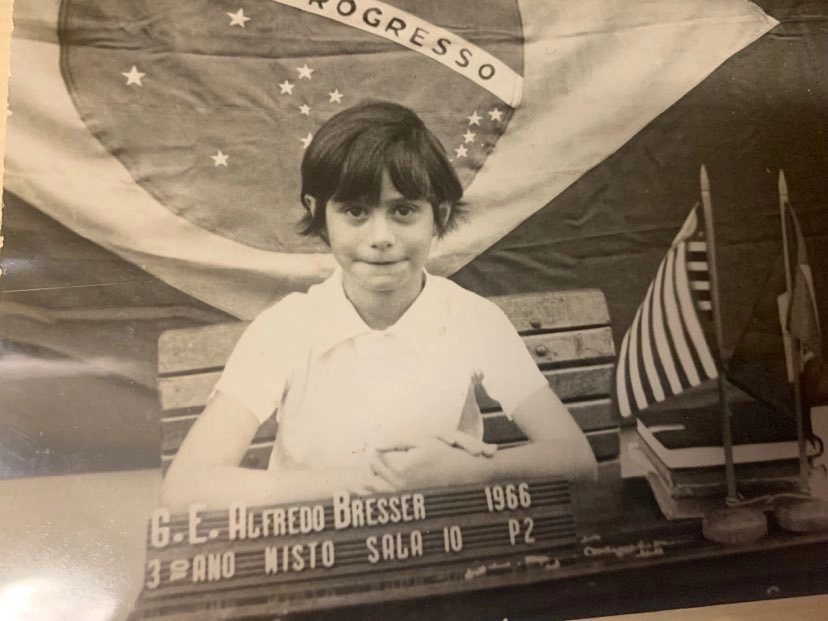 ROGRESSO
G.E. ALFREDO BRESSER 1966
3º ANO MISTO SALA 10 P2